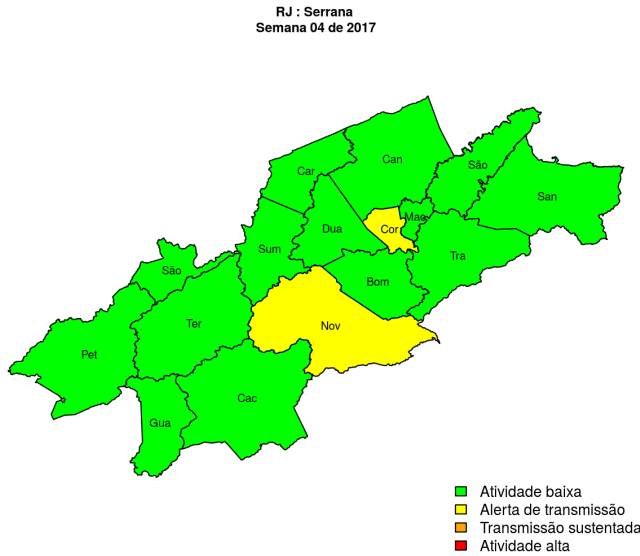 RJ : Serrana
Semana 04 de 2017
Can
São
Car
San
Mac
Dua
Cor
Sum
Tra
São
Bom
Ter
Nov
Pet
Cac
Gua
Atividade baixa
Alerta de transmissão
Transmissão sustentada
Atividade alta